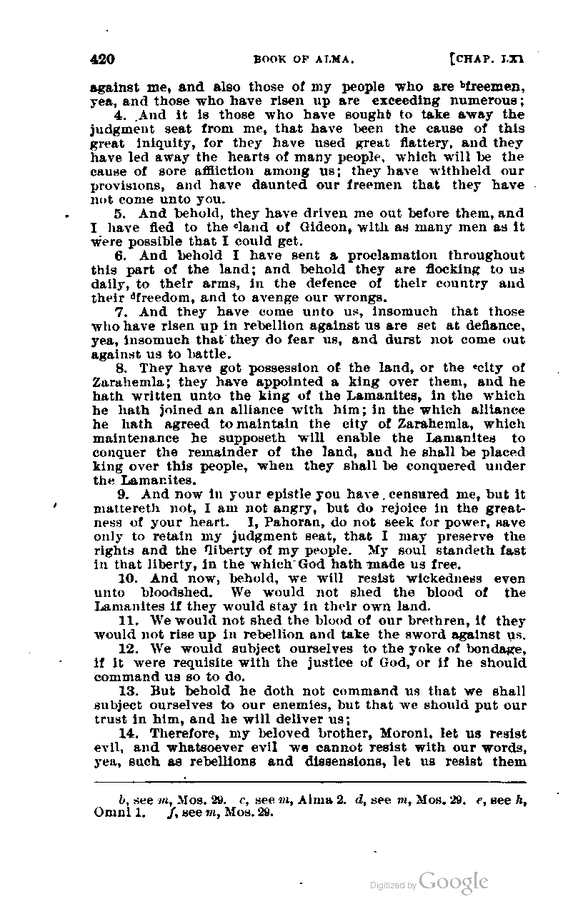 420 BOOK OF ALMA. [CHAP. LXI
against me, and also those of my people who are ᵇfreemen,
yea, and those who have risen up are exceeding numerous;
4. And it is those who have sought to take away the
judgment seat from me, that have been the cause of this
great iniquity, for they have used great flattery, and they
have led away the hearts of many people, which will be the
cause of sore affliction among us; they have withheld our
provisions, and have daunted our freemen that they have
not come unto you.
5. And behold, they have driven me out before them, and
I have fled to the ᶜland of Gideon, with as many men as it
were possible that I could get.
6. And behold I have sent a proclamation throughout
this part of the land; and behold they are flocking to us
daily, to their arms, in the defence of their country and
their ᵈfreedom, and to avenge our wrongs.
7. And they have come unto us, insomuch that those
who have risen up in rebellion against us are set at defiance,
yea, insomuch that they do fear us, and durst not come out
against us to battle.
8. They have got possession of the land, or the ᵉcity of
Zarahemla; they have appointed a king over them, and he
hath written unto the king of the Lamanites, in the which
he hath joined an alliance with him; in the which alliance
he hath agreed to maintain the city of Zarahemla, which
maintenance he supposeth will enable the Lamanites to
conquer the remainder of the land, and he shall be placed
king over this people, when they shall be conquered under
the Lamanites.
9. And now in your epistle you have censured me, but it
mattereth not, I am not angry, but do rejoice in the great-
ness of your heart. I, Pahoran, do not seek for power, save
only to retain my judgment seat, that I may preserve the
rights and the ᶠliberty of my people. My soul standeth fast
in that liberty, in the which God hath made us free.
10. And now, behold, we will resist wickedness even
unto bloodshed. We would not shed the blood of the
Lamanites if they would stay in their own land.
11. We would not shed the blood of our brethren, if they
would not rise up in rebellion and take the sword against us.
12. We would subject ourselves to the yoke of bondage,
if it were requisite with the justice of God, or if he should
command us so to do.
13. But behold he doth not command us that we shall
subject ourselves to our enemies, but that we should put our
trust in him, and he will deliver us;
14. Therefore, my beloved brother, Moroni, let us resist
evil, and whatsoever evil we cannot resist with our words,
yea, such as rebellions and dissensions, let us resist them
b, see m, Mos. 29. c, see m, Alma 2. d, see m, Mos. 29. e, see h,
Omni 1. f, see m, Mos. 29.
Digitized by Google